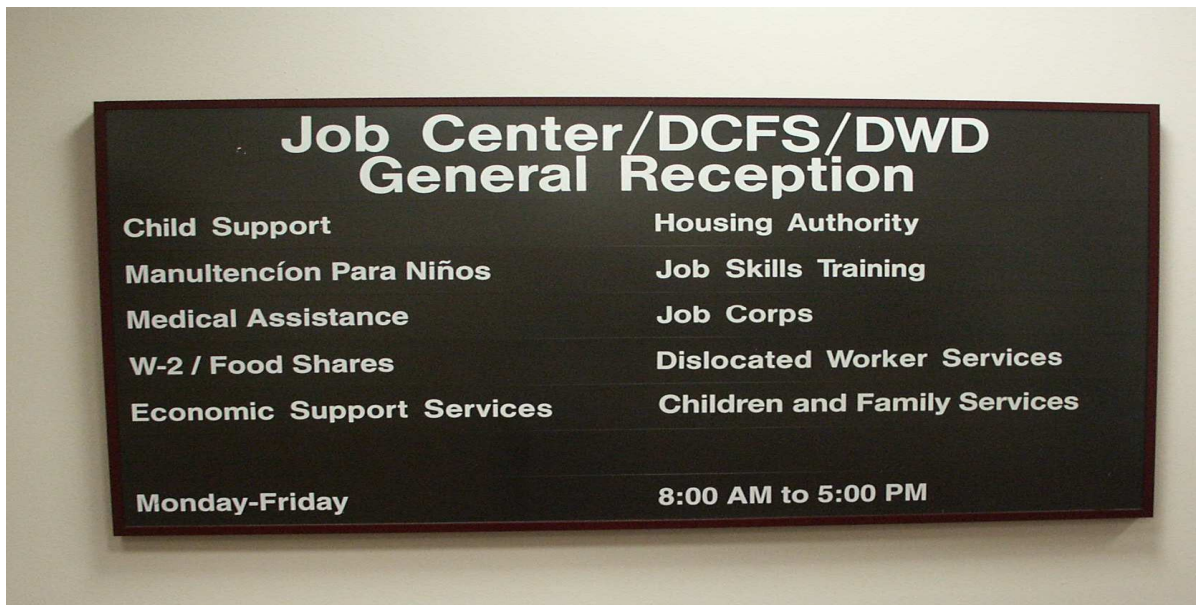 Job Center/DCFS/DWD
General Reception
Child Support
Manultencíon Para Niños
Medical Assistance
W-2 / Food Shares
Economic Support Services
Housing Authority
Job Skills Training
Job Corps
Dislocated Worker Services
Children and Family Services
Monday-Friday
8:00 AM to 5:00 PM